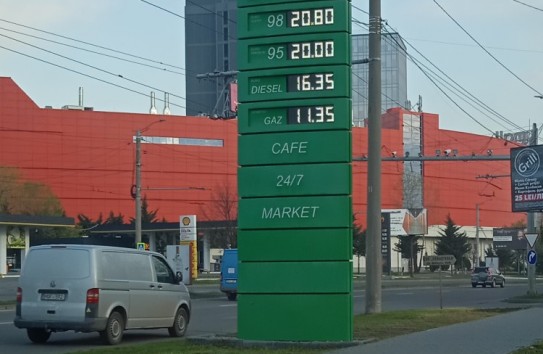 98 20.80
95 20.00
DIESEL 16.35
GAZ 11.35
CAFE
24/7
MARKET
Grill
25 LEI/